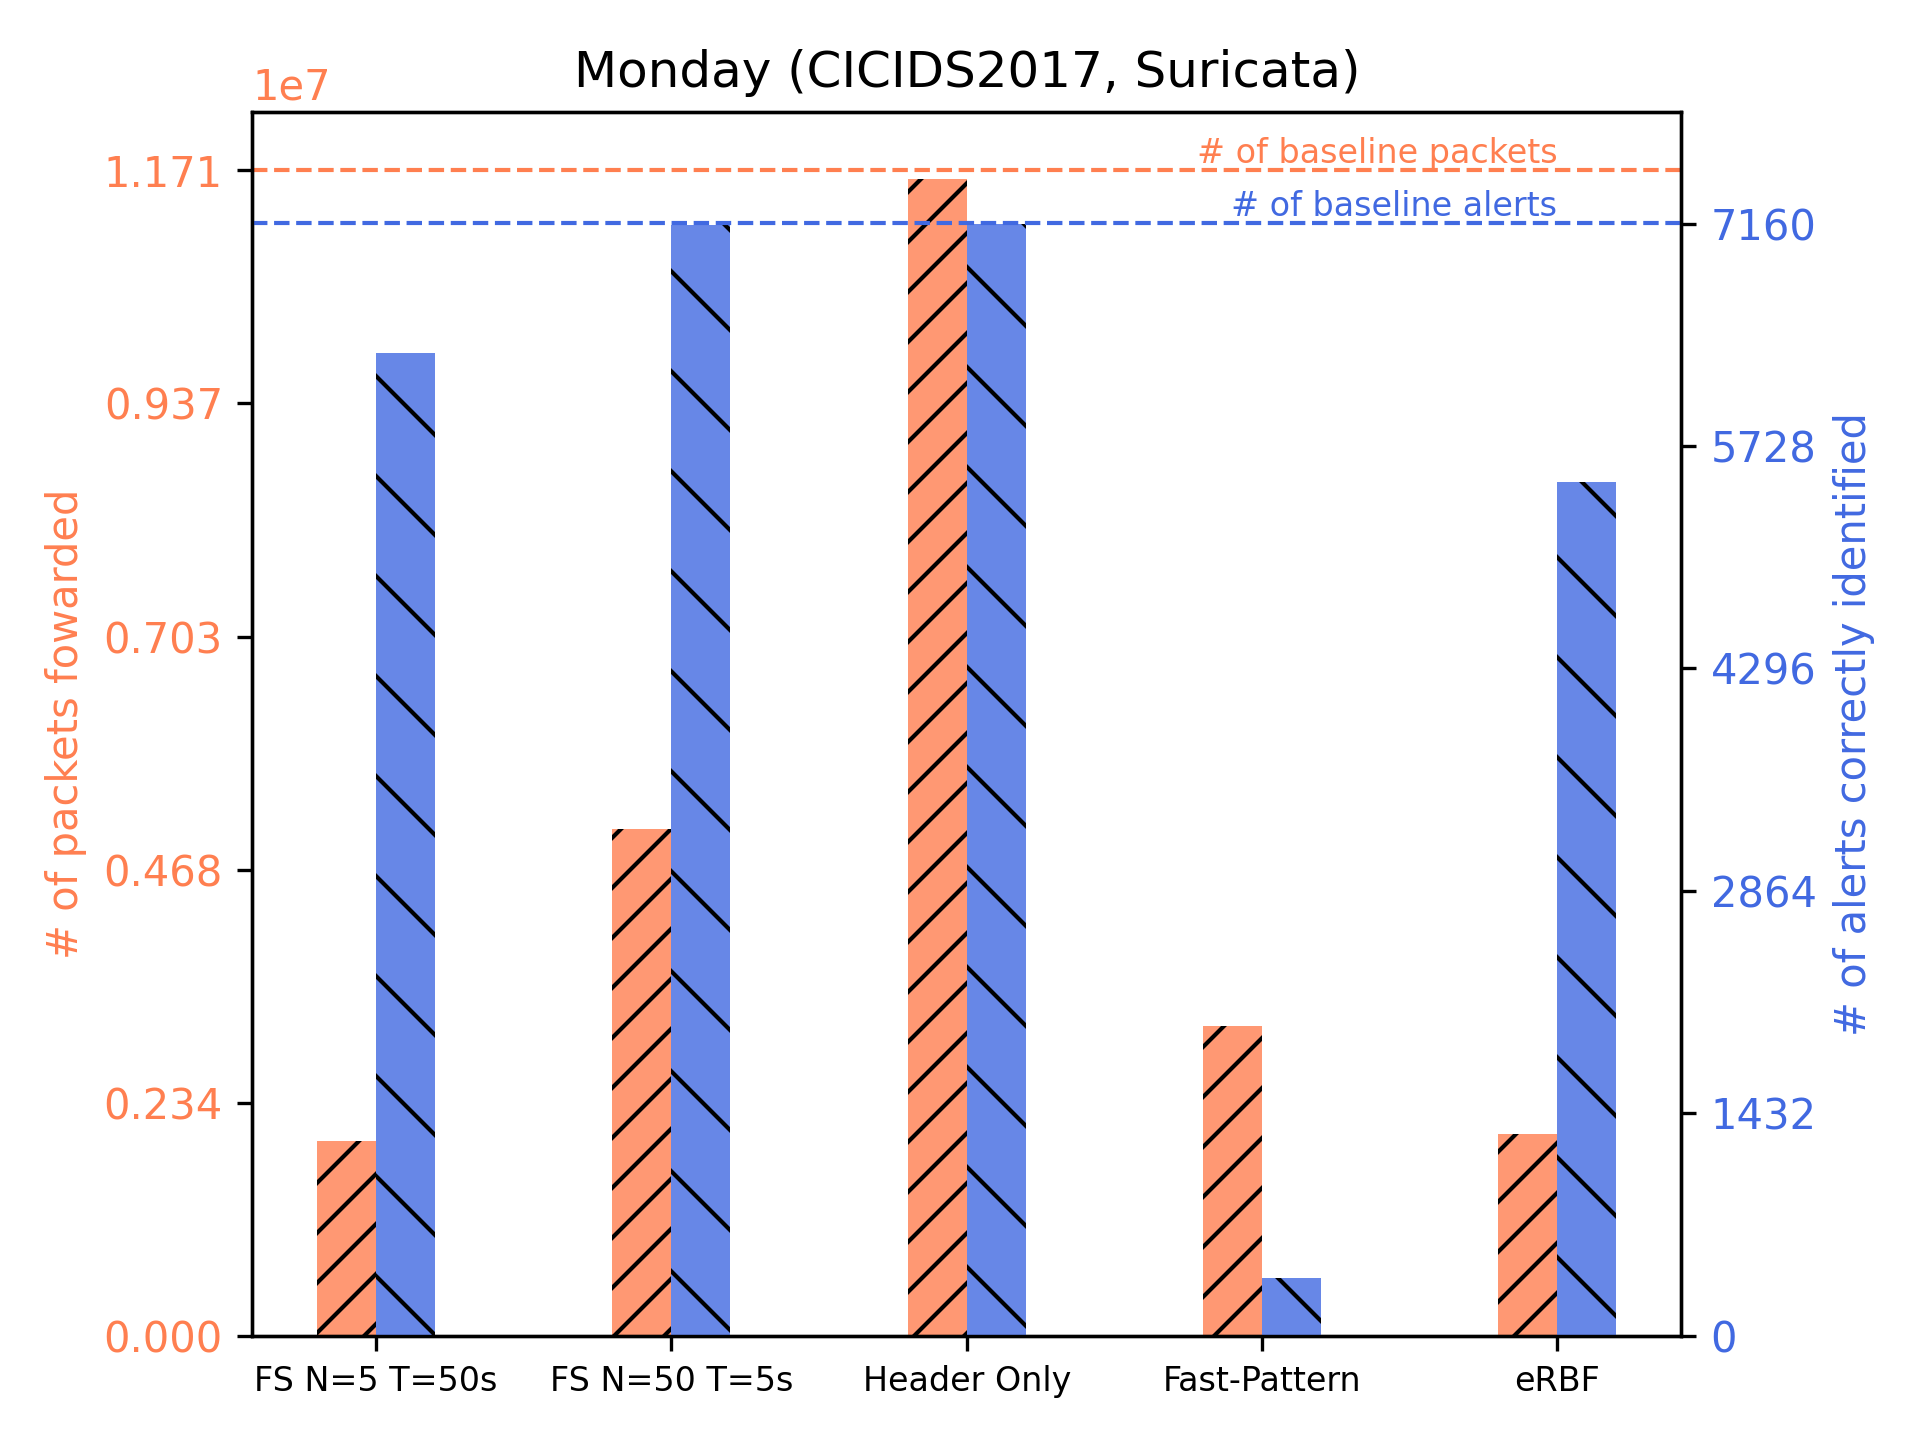 Monday (CICIDS2017, Suricata)
1e7
# of baseline packets
# of baseline alerts
1.171
0.937
0.703
0.468
0.234
0.000
# of packets fowarded
7160
5728
4296
2864
1432
0
# of alerts correctly identified
FS N=5 T=50s
FS N=50 T=5s
Header Only
Fast-Pattern
eRBF